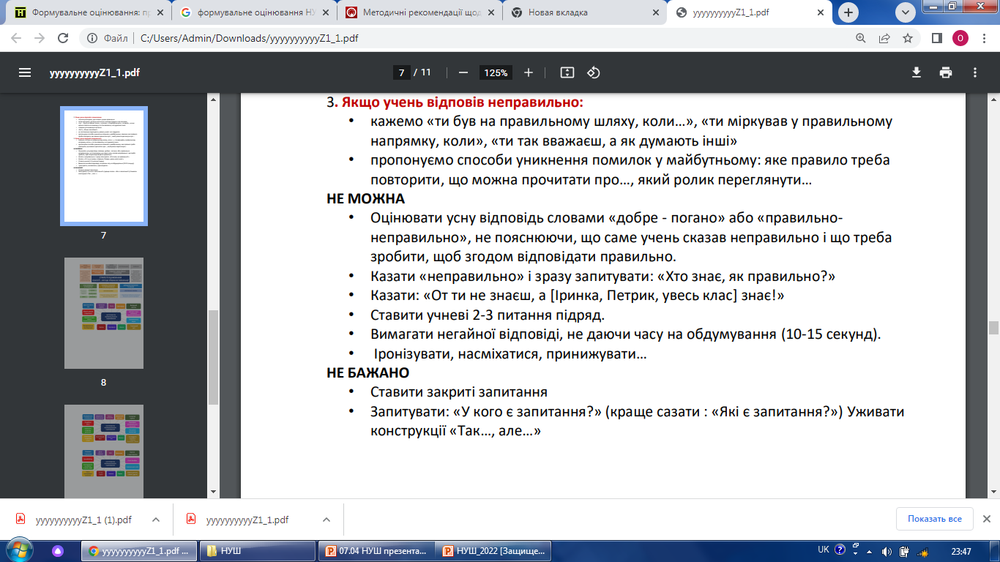 Формувальне оцінювання: пр
формувальне оцінювання НУ
Методичні рекомендації щод
Новая вкладка
yyyyyyyyyyZ1_1.pdf
Файл
C:/Users/Admin/Downloads/yyyyyyyyyyZ1_1.pdf
О
yyyyyyyyyyZ1_1.pdf
7 / 11
125%
3. Якщо учень відповів неправильно:
• кажемо «ти був на правильному шляху, коли…», «ти міркував у правильному
напрямку, коли», «ти так вважаєш, а як думають інші»
• пропонуємо способи уникнення помилок у майбутньому: яке правило треба
повторити, що можна прочитати про…, який ролик переглянути…
НЕ МОЖНА
• Оцінювати усну відповідь словами «добре - погано» або «правильно-
неправильно», не пояснюючи, що саме учень сказав неправильно і що треба
зробити, щоб згодом відповідати правильно.
• Казати «неправильно» і зразу запитувати: «Хто знає, як правильно?»
• Казати: «От ти не знаєш, а [Іринка, Петрик, увесь клас] знає!»
• Ставити учневі 2-3 питання підряд.
• Вимагати негайної відповіді, не даючи часу на обдумування (10-15 секунд).
• Іронізувати, насміхатися, принижувати…
НЕ БАЖАНО
• Ставити закриті запитання
• Запитувати: «У кого є запитання?» (краще сазати : «Які є запитання?») Уживати
конструкції «Так…, але…»
7
8
yyyyyyyyyyZ1_1 (1).pdf
yyyyyyyyyyZ1_1.pdf
Показать все
yyyyyyyyyyZ1_1.pdf ...
НУШ
07.04 НУШ презента...
НУШ_2022 [Защище...
UK
23:47